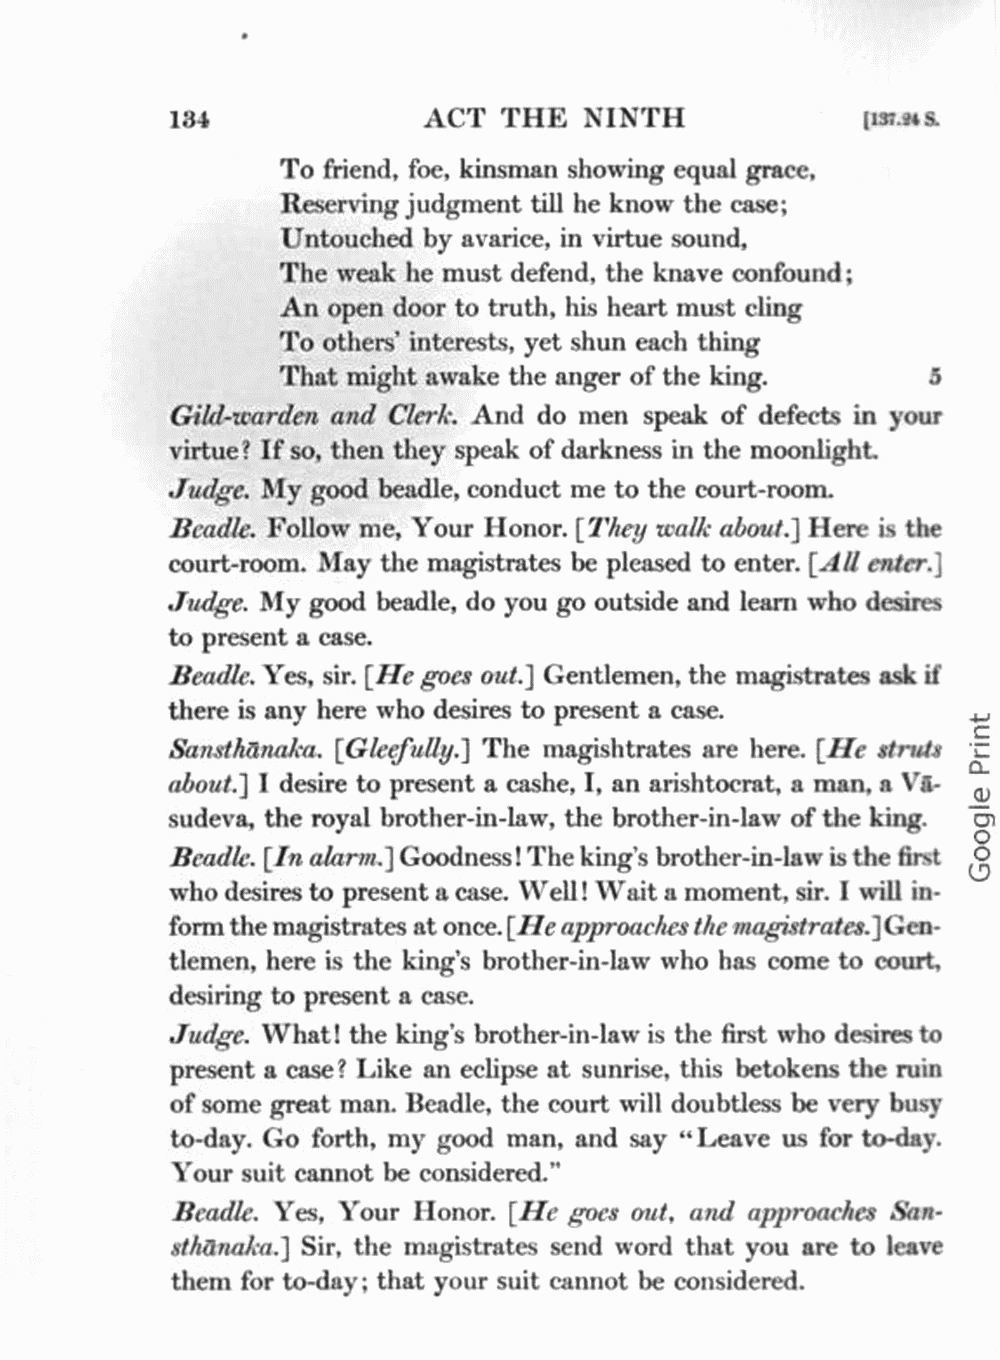 134 ACT THE NINTH [137.24 S.
To friend, foe, kinsman showing equal grace,
Reserving judgment till he know the case;
Untouched by avarice, in virtue sound,
The weak he must defend, the knave confound;
An open door to truth, his heart must cling
To others' interests, yet shun each thing
That might awake the anger of the king. 5
Gild-warden and Clerk. And do men speak of defects in your
virtue? If so, then they speak of darkness in the moonlight.
Judge. My good beadle, conduct me to the court-room.
Beadle. Follow me, Your Honor. [They walk about.] Here is the
court-room. May the magistrates be pleased to enter. [All enter.]
Judge. My good beadle, do you go outside and learn who desires
to present a case.
Beadle. Yes, sir. [He goes out.] Gentlemen, the magistrates ask if
there is any here who desires to present a case.
Sansthānaka. [Gleefully.] The magishtrates are here. [He struts
about.] I desire to present a cashe, I, an arishtocrat, a man, a Vā-
sudeva, the royal brother-in-law, the brother-in-law of the king.
Beadle. [In alarm.] Goodness! The king's brother-in-law is the first
who desires to present a case. Well! Wait a moment, sir. I will in-
form the magistrates at once. [He approaches the magistrates.] Gen-
tlemen, here is the king's brother-in-law who has come to court,
desiring to present a case.
Judge. What! the king's brother-in-law is the first who desires to
present a case? Like an eclipse at sunrise, this betokens the ruin
of some great man. Beadle, the court will doubtless be very busy
to-day. Go forth, my good man, and say "Leave us for to-day.
Your suit cannot be considered."
Beadle. Yes, Your Honor. [He goes out, and approaches San-
sthānaka.] Sir, the magistrates send word that you are to leave
them for to-day; that your suit cannot be considered.
Google Print